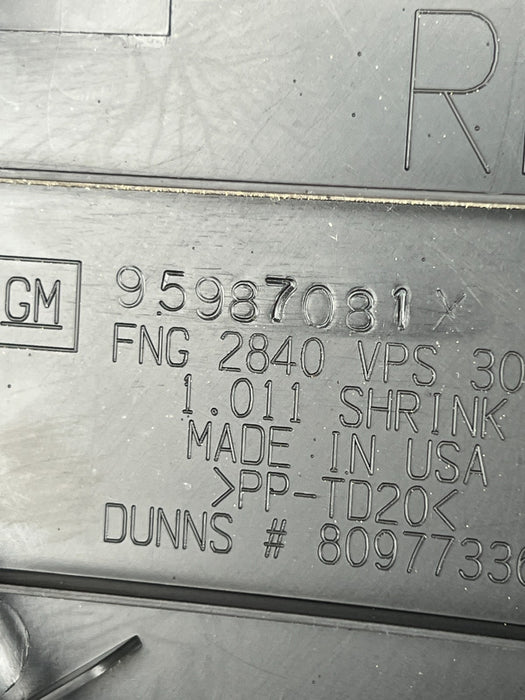 R
GM
95987081
FNG 2840 VPS 30
1.011 SHRINK
MADE IN USA
>PP-TD20<
DUNNS # 80977336